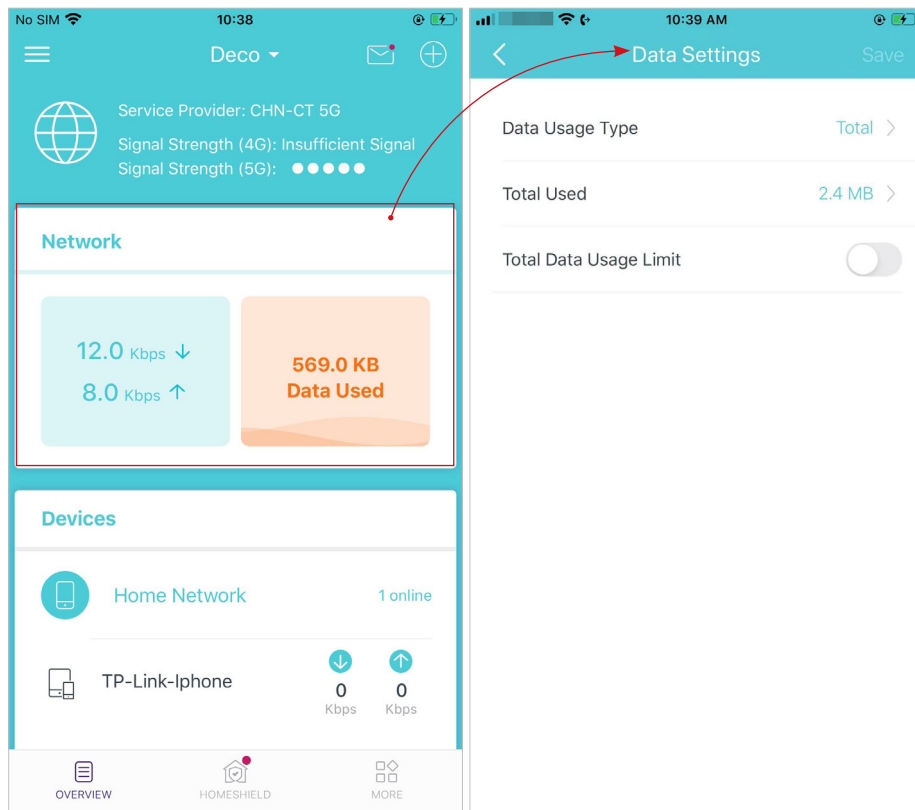 No SIM
10:38
Deco
Service Provider: CHN-CT 5G
Signal Strength (4G): Insufficient Signal
Signal Strength (5G):
Network
12.0 Kbps ↓
8.0 Kbps ↑
569.0 KB
Data Used
Devices
Home Network
1 online
TP-Link-Iphone
0
Kbps
0
Kbps
OVERVIEW
HOMESHIELD
MORE
10:39 AM
Data Settings
Save
Data Usage Type
Total
Total Used
2.4 MB
Total Data Usage Limit